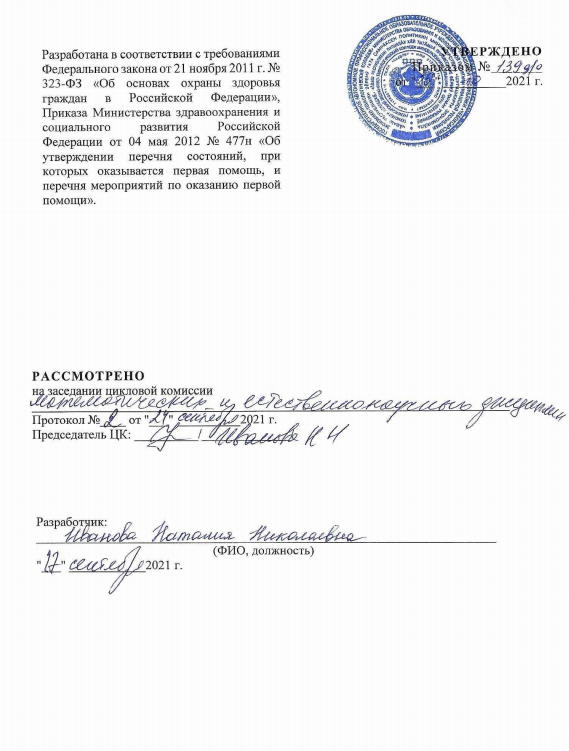 Разработана в соответствии с требованиями
Федерального закона от 21 ноября 2011 г. №
323-ФЗ «Об основах охраны здоровья
граждан в Российской Федерации»,
Приказа Министерства здравоохранения и
социального развития Российской
Федерации от 04 мая 2012 № 477н «Об
утверждении перечня состояний, при
которых оказывается первая помощь, и
перечня мероприятий по оказанию первой
помощи».
УТВЕРЖДЕНО
Приказом № 139 д/о
от 2021 г.
РАССМОТРЕНО
на заседании цикловой комиссии
математических и естественнонаучных дисциплин
Протокол № 2 от "27" сентября 2021 г.
Председатель ЦК: Иванова Н Н
Разработчик:
Иванова Наталия Николаевна
(ФИО, должность)
"17" сентября 2021 г.